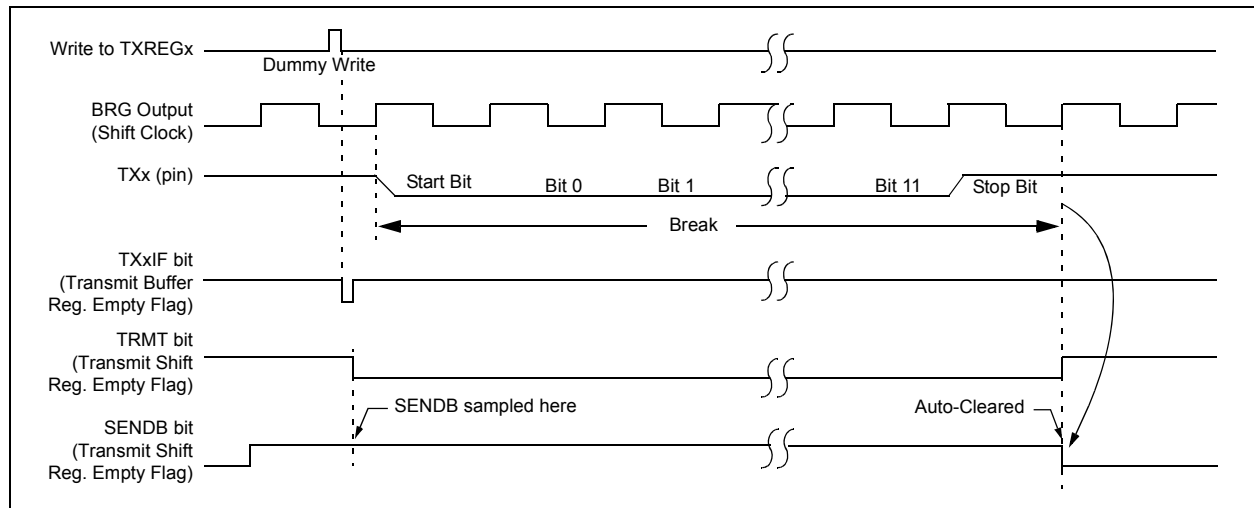 Write to TXREGx
Dummy Write
BRG Output
(Shift Clock)
TXx (pin)
Start Bit
Bit 0
Bit 1
Bit 11
Stop Bit
Break
TXxIF bit
(Transmit Buffer
Reg. Empty Flag)
TRMT bit
(Transmit Shift
Reg. Empty Flag)
SENDB sampled here
Auto-Cleared
SENDB bit
(Transmit Shift
Reg. Empty Flag)